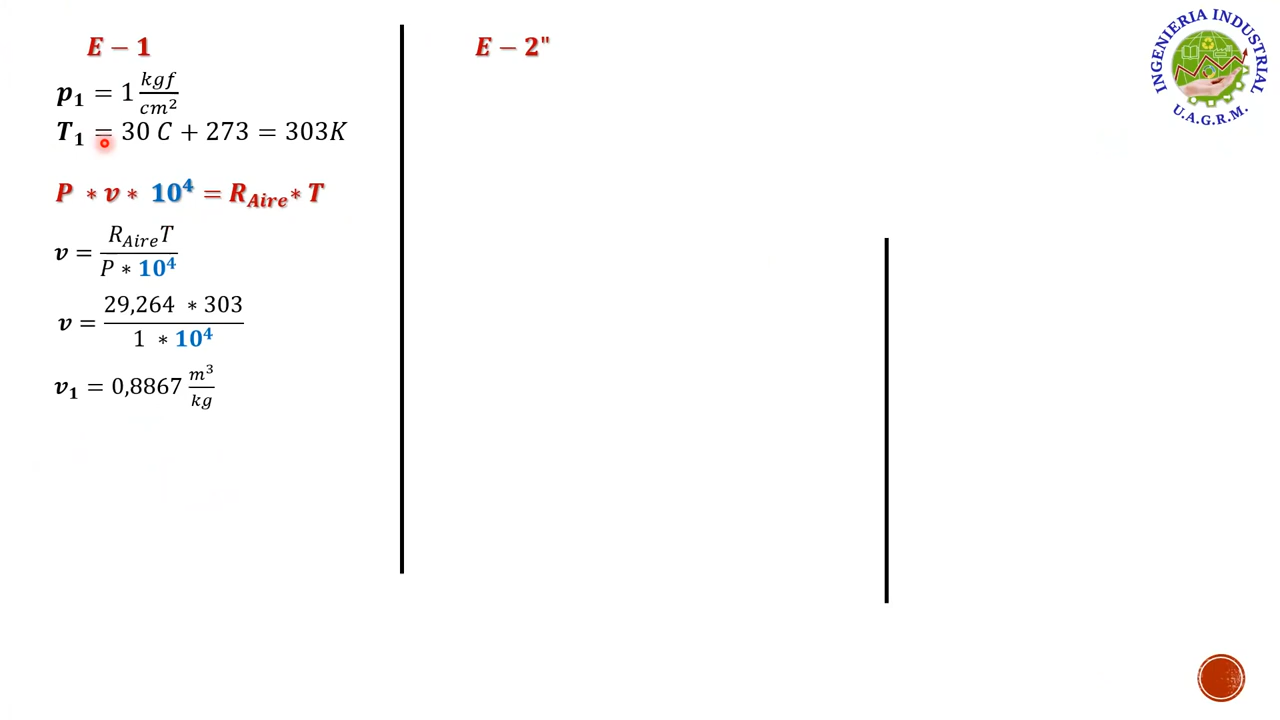 E − 1
p₁ = 1 kgf/cm²
T₁ = 30 C + 273 = 303K
P * v * 10⁴ = R_Aire * T
v = R_Aire T / P * 10⁴
v = 29,264 * 303 / 1 * 10⁴
v₁ = 0,8867 m³/kg
E − 2"
INGENIERIA INDUSTRIAL
U.A.G.R.M.